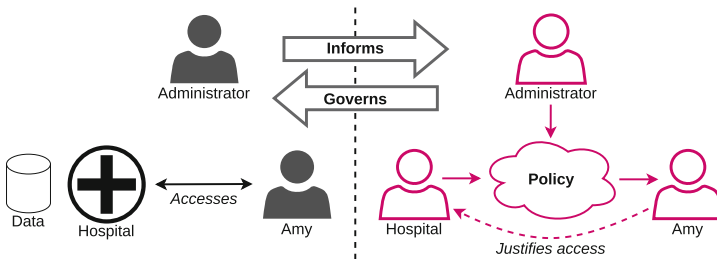 Informs
Administrator
Governs
Administrator
Policy
Accesses
Data
Hospital
Amy
Hospital
Amy
Justifies access